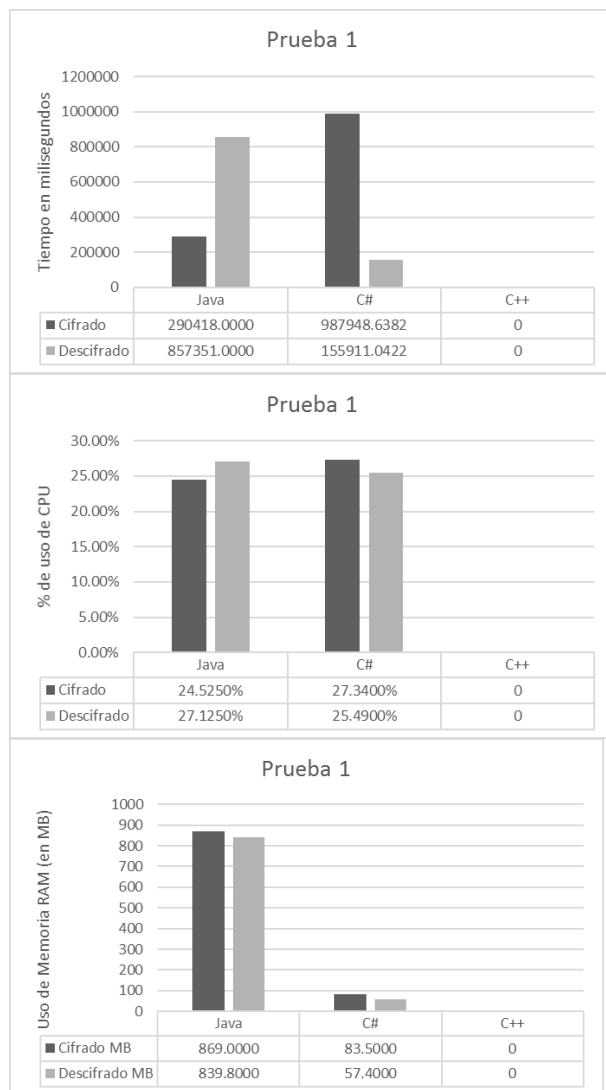 Prueba 1
Tiempo en milisegundos
1200000
1000000
800000
600000
400000
200000
0
Java C# C++
Cifrado 290418.0000 987948.6382 0
Descifrado 857351.0000 155911.0422 0
Prueba 1
% de uso de CPU
30.00%
25.00%
20.00%
15.00%
10.00%
5.00%
0.00%
Java C# C++
Cifrado 24.5250% 27.3400% 0
Descifrado 27.1250% 25.4900% 0
Prueba 1
Uso de Memoria RAM (en MB)
1000
900
800
700
600
500
400
300
200
100
0
Java C# C++
Cifrado MB 869.0000 83.5000 0
Descifrado MB 839.8000 57.4000 0